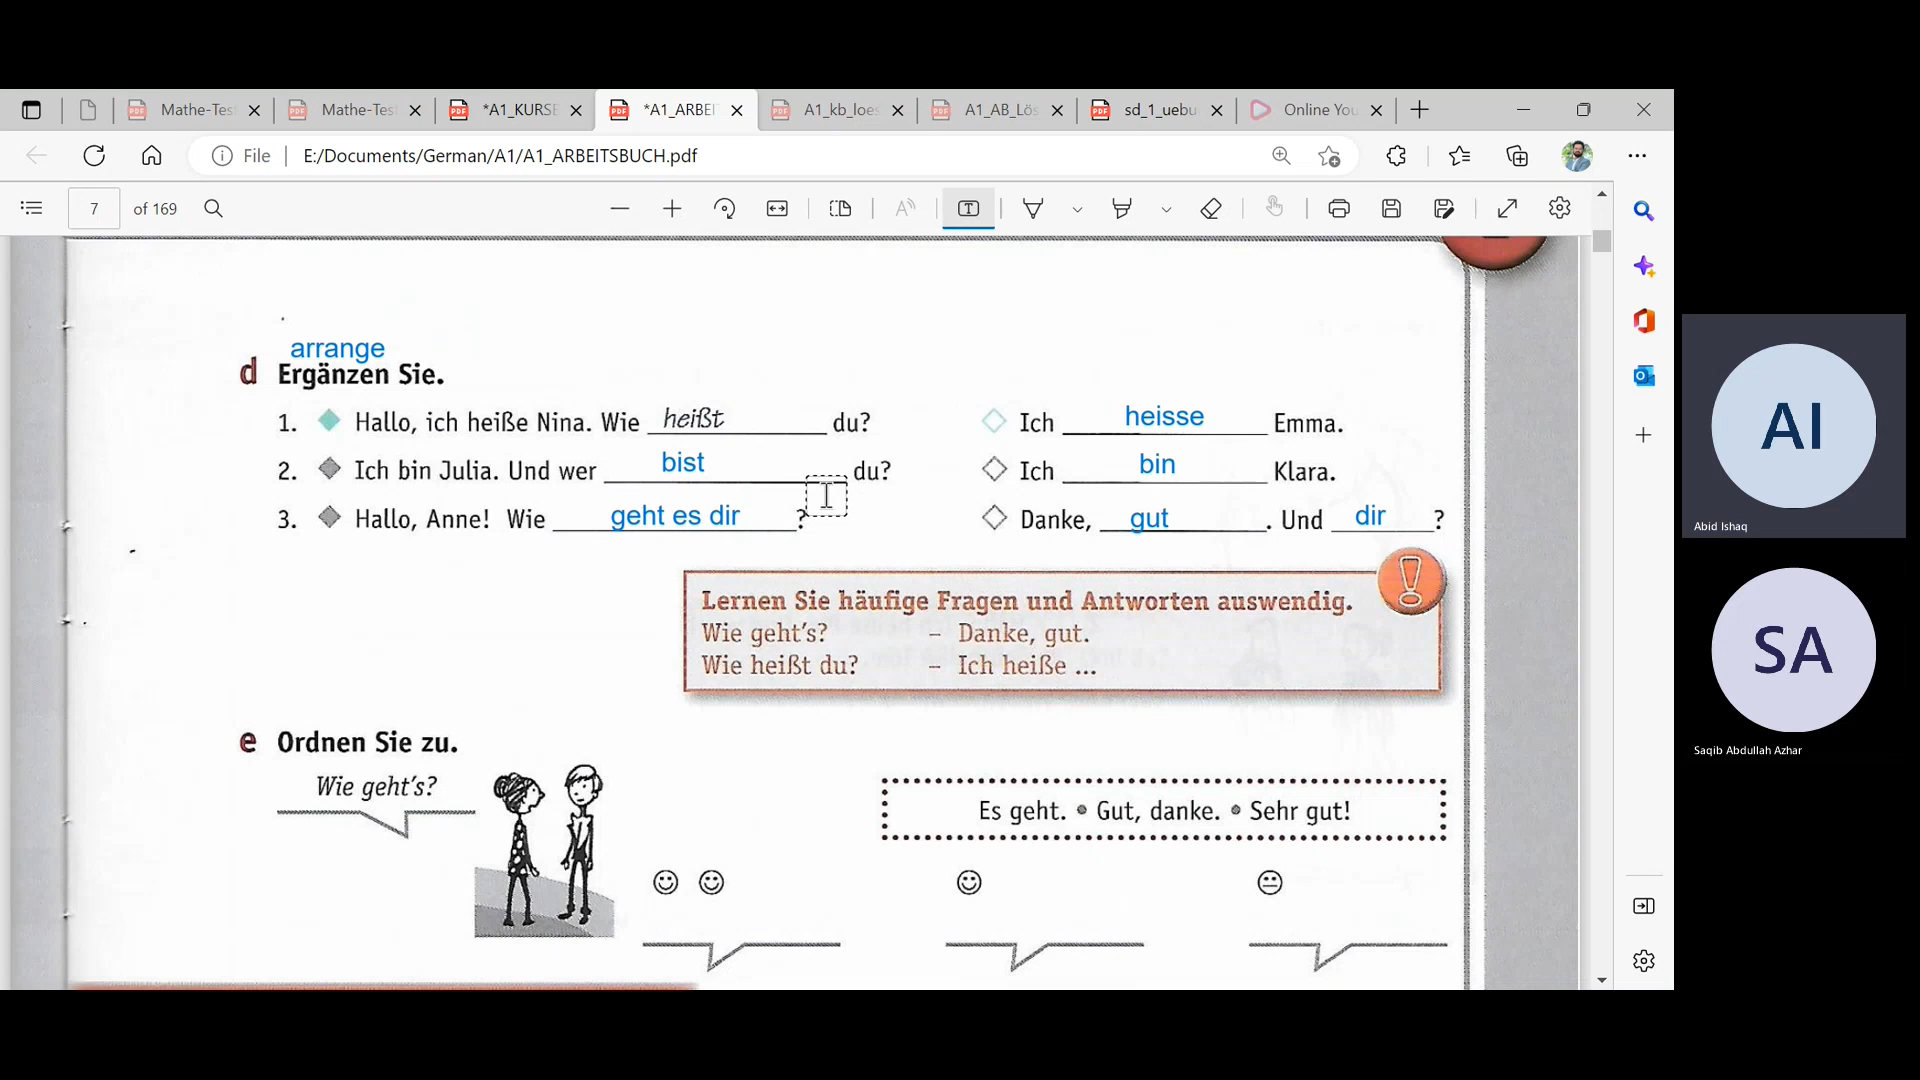 Mathe-Tes
Mathe-Tes
*A1_KURSE
*A1_ARBEI
A1_kb_loes
A1_AB_Lös
sd_1_uebu
Online You
File
E:/Documents/German/A1/A1_ARBEITSBUCH.pdf
7 of 169
arrange
d Ergänzen Sie.
1. Hallo, ich heiße Nina. Wie heißt du?
Ich heisse Emma.
2. Ich bin Julia. Und wer bist du?
Ich bin Klara.
3. Hallo, Anne! Wie geht es dir ?
Danke, gut . Und dir ?
Lernen Sie häufige Fragen und Antworten auswendig.
Wie geht's? – Danke, gut.
Wie heißt du? – Ich heiße ...
e Ordnen Sie zu.
Wie geht's?
Es geht. • Gut, danke. • Sehr gut!
AI
Abid Ishaq
SA
Saqib Abdullah Azhar